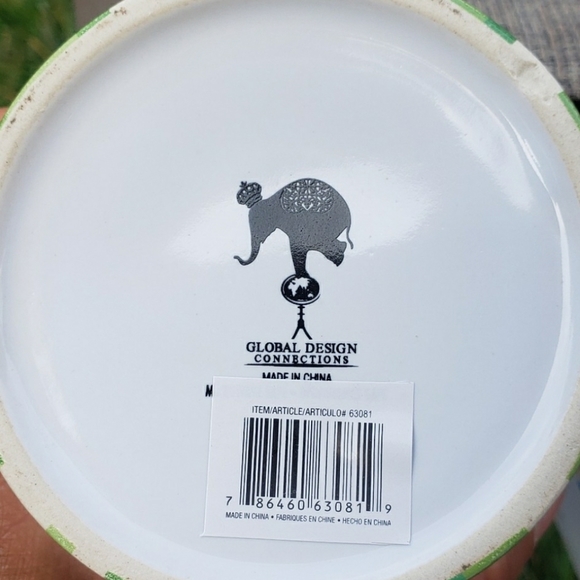 GLOBAL DESIGN
CONNECTIONS
MADE IN CHINA
ITEM/ARTICLE/ARTICULO# 63081
7 86460 63081 9
MADE IN CHINA • FABRIQUES EN CHINE • HECHO EN CHINA